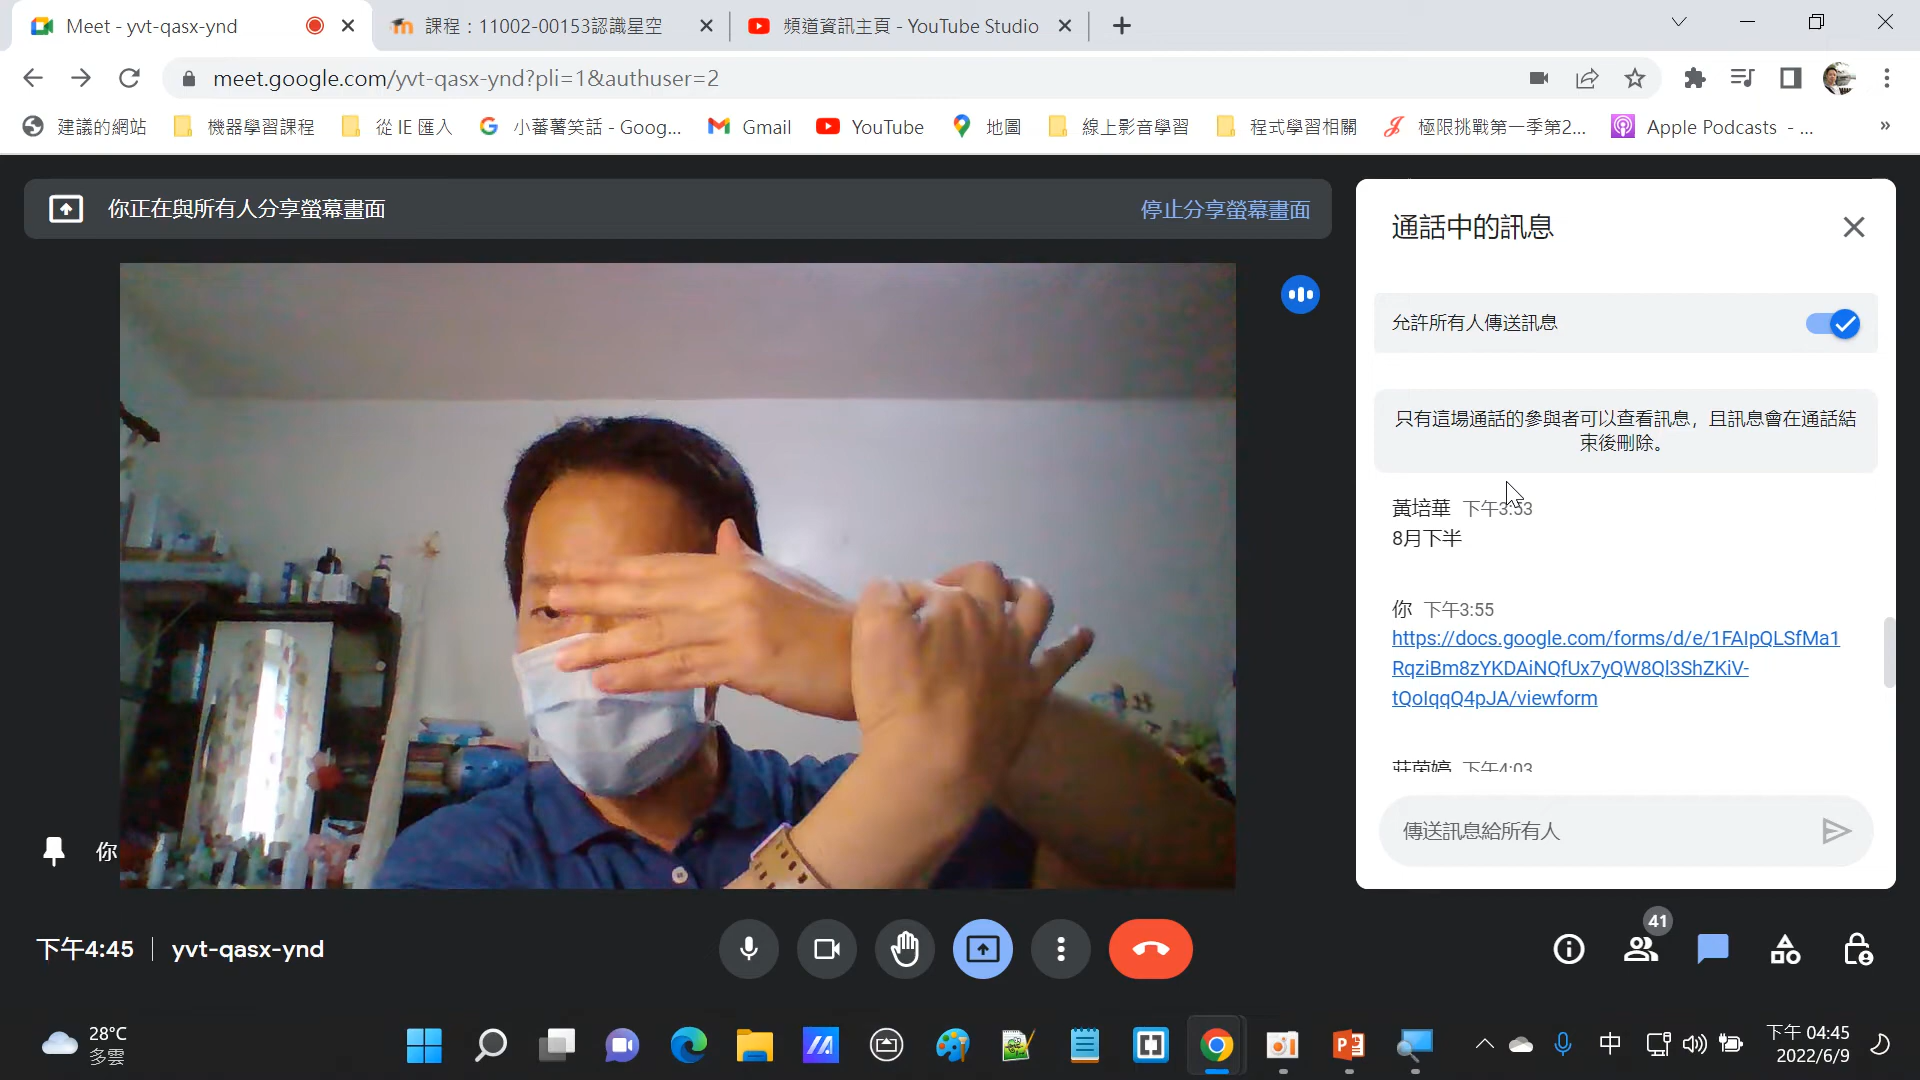 Meet - yvt-qasx-ynd
課程：11002-00153認識星空
頻道資訊主頁 - YouTube Studio
meet.google.com/yvt-qasx-ynd?pli=1&authuser=2
建議的網站
機器學習課程
從 IE 匯入
小蕃薯笑話 - Goog...
Gmail
YouTube
地圖
線上影音學習
程式學習相關
極限挑戰第一季第2...
Apple Podcasts - ...
你正在與所有人分享螢幕畫面
停止分享螢幕畫面
通話中的訊息
允許所有人傳送訊息
只有這場通話的參與者可以查看訊息，且訊息會在通話結
束後刪除。
黃培華 下午3:53
8月下半
你 下午3:55
https://docs.google.com/forms/d/e/1FAIpQLSfMa1
RqziBm8zYKDAiNQfUx7yQW8Ql3ShZKiV-
tQoIqqQ4pJA/viewform
莊茵婷 下午4:03
傳送訊息給所有人
你
下午4:45
yvt-qasx-ynd
41
28°C
多雲
中
下午 04:45
2022/6/9